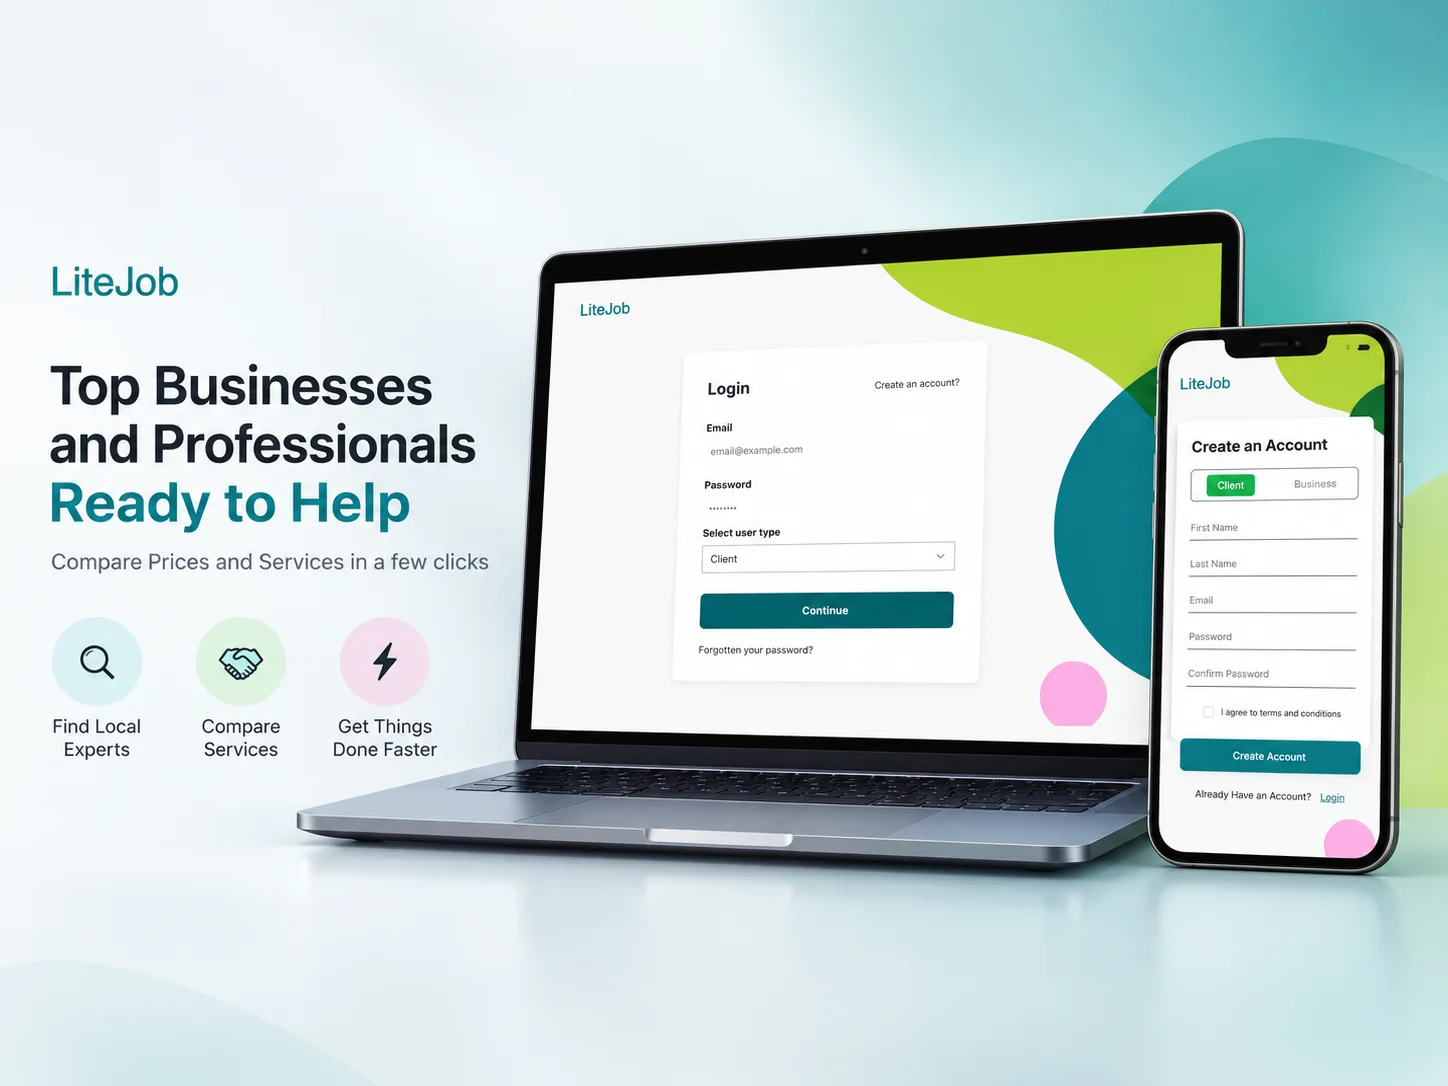 LiteJob
Top Businesses
and Professionals
Ready to Help
Compare Prices and Services in a few clicks
Find Local
Experts
Compare
Services
Get Things
Done Faster
LiteJob
Login
Create an account?
Email
email@example.com
Password
Select user type
Client
Continue
Forgotten your password?
LiteJob
Create an Account
Client
Business
First Name
Last Name
Email
Password
Confirm Password
I agree to terms and conditions
Create Account
Already Have an Account? Login